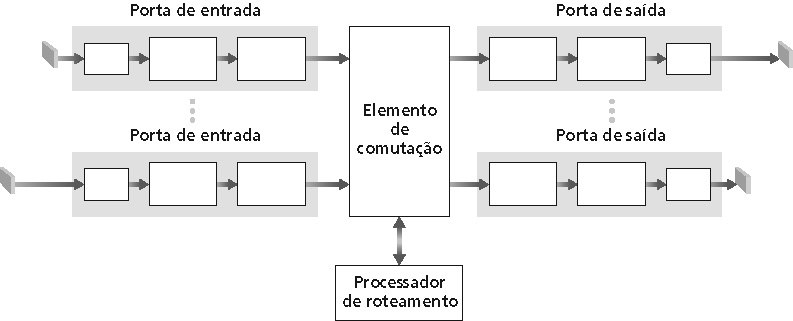 Porta de entrada
Porta de saída
Elemento
de
comutação
Porta de entrada
Porta de saída
Processador
de roteamento